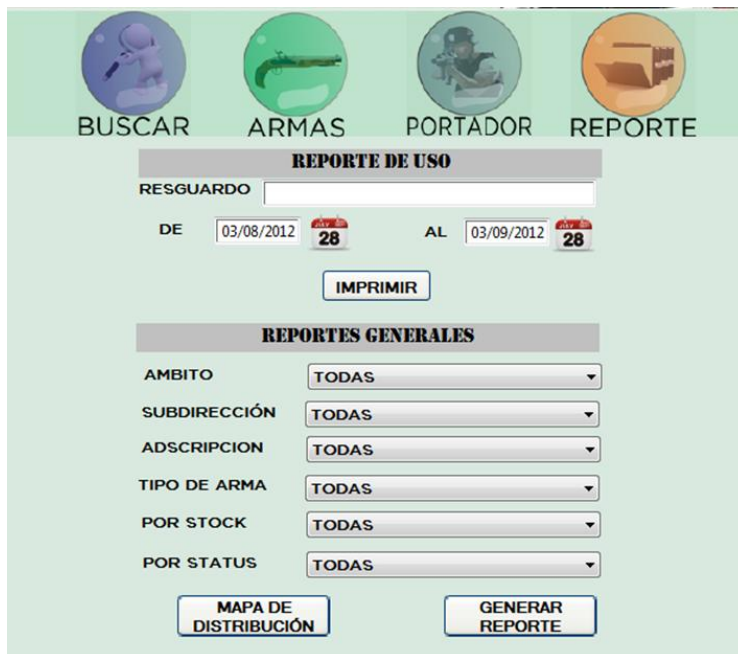 BUSCAR ARMAS PORTADOR REPORTE
REPORTE DE USO
RESGUARDO
DE 03/08/2012 JULY 28 AL 03/09/2012 JULY 28
IMPRIMIR
REPORTES GENERALES
AMBITO TODAS
SUBDIRECCIÓN TODAS
ADSCRIPCION TODAS
TIPO DE ARMA TODAS
POR STOCK TODAS
POR STATUS TODAS
MAPA DE DISTRIBUCIÓN
GENERAR REPORTE